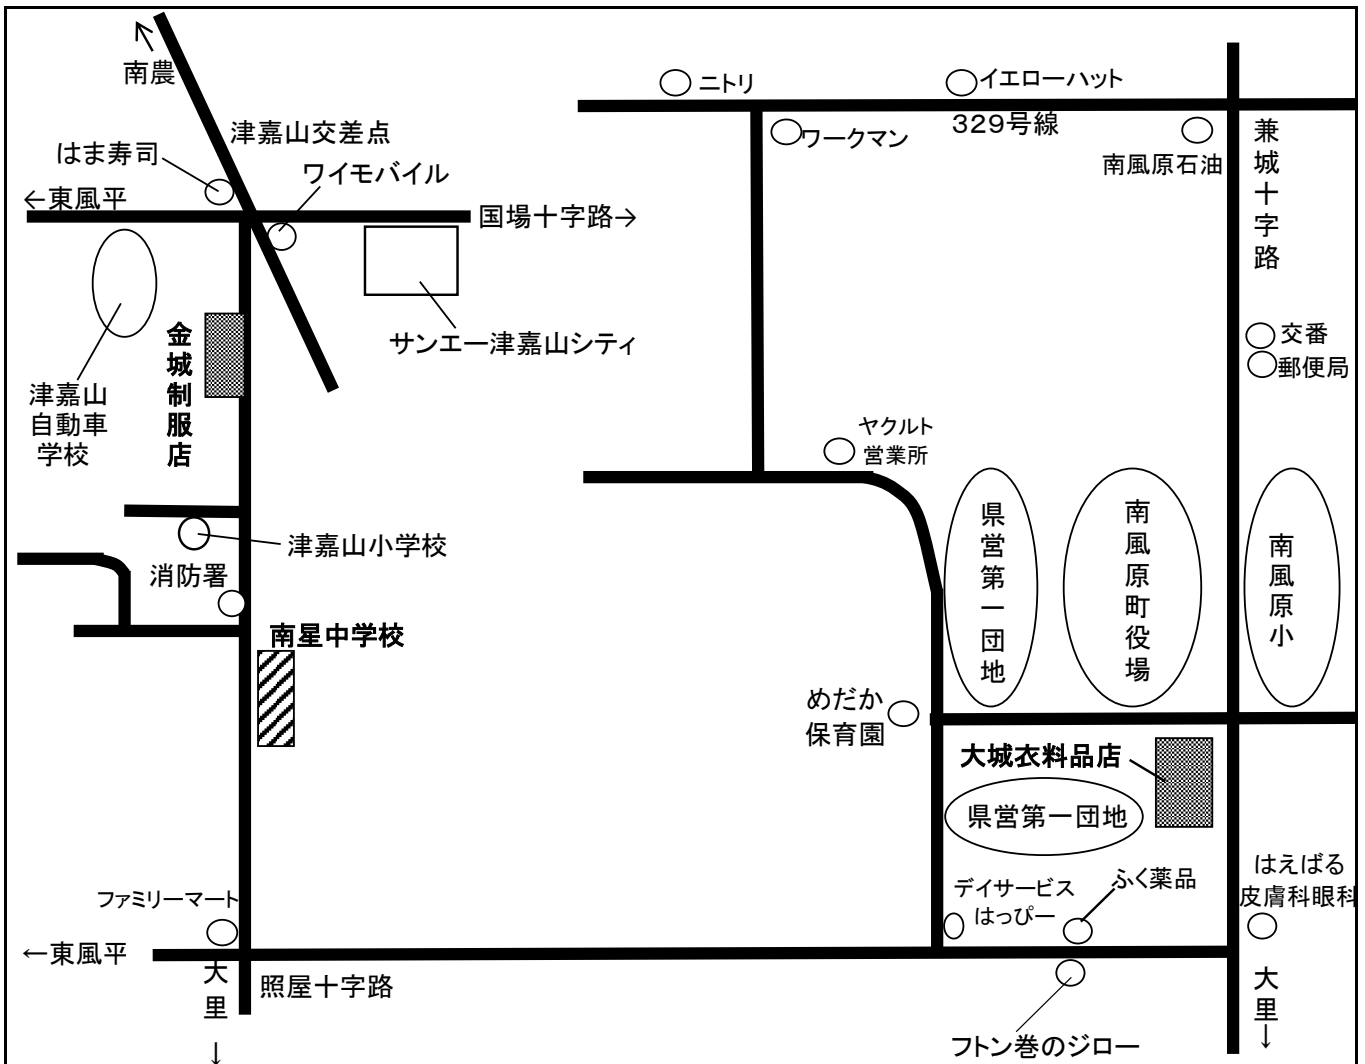 南農
津嘉山交差点
はま寿司
ワイモバイル
←東風平
国場十字路→
サンエー津嘉山シティ
津嘉山
自動車
学校
金城制服店
津嘉山小学校
消防署
南星中学校
ファミリーマート
←東風平
大里
↓
照屋十字路
ニトリ
イエローハット
ワークマン
329号線
南風原石油
兼城十字路
交番
郵便局
ヤクルト
営業所
県営第一団地
南風原町役場
南風原小
めだか
保育園
大城衣料品店
県営第一団地
デイサービス
はっぴー
ふく薬品
はえばる
皮膚科眼科
フトン巻のジロー
大里
↓